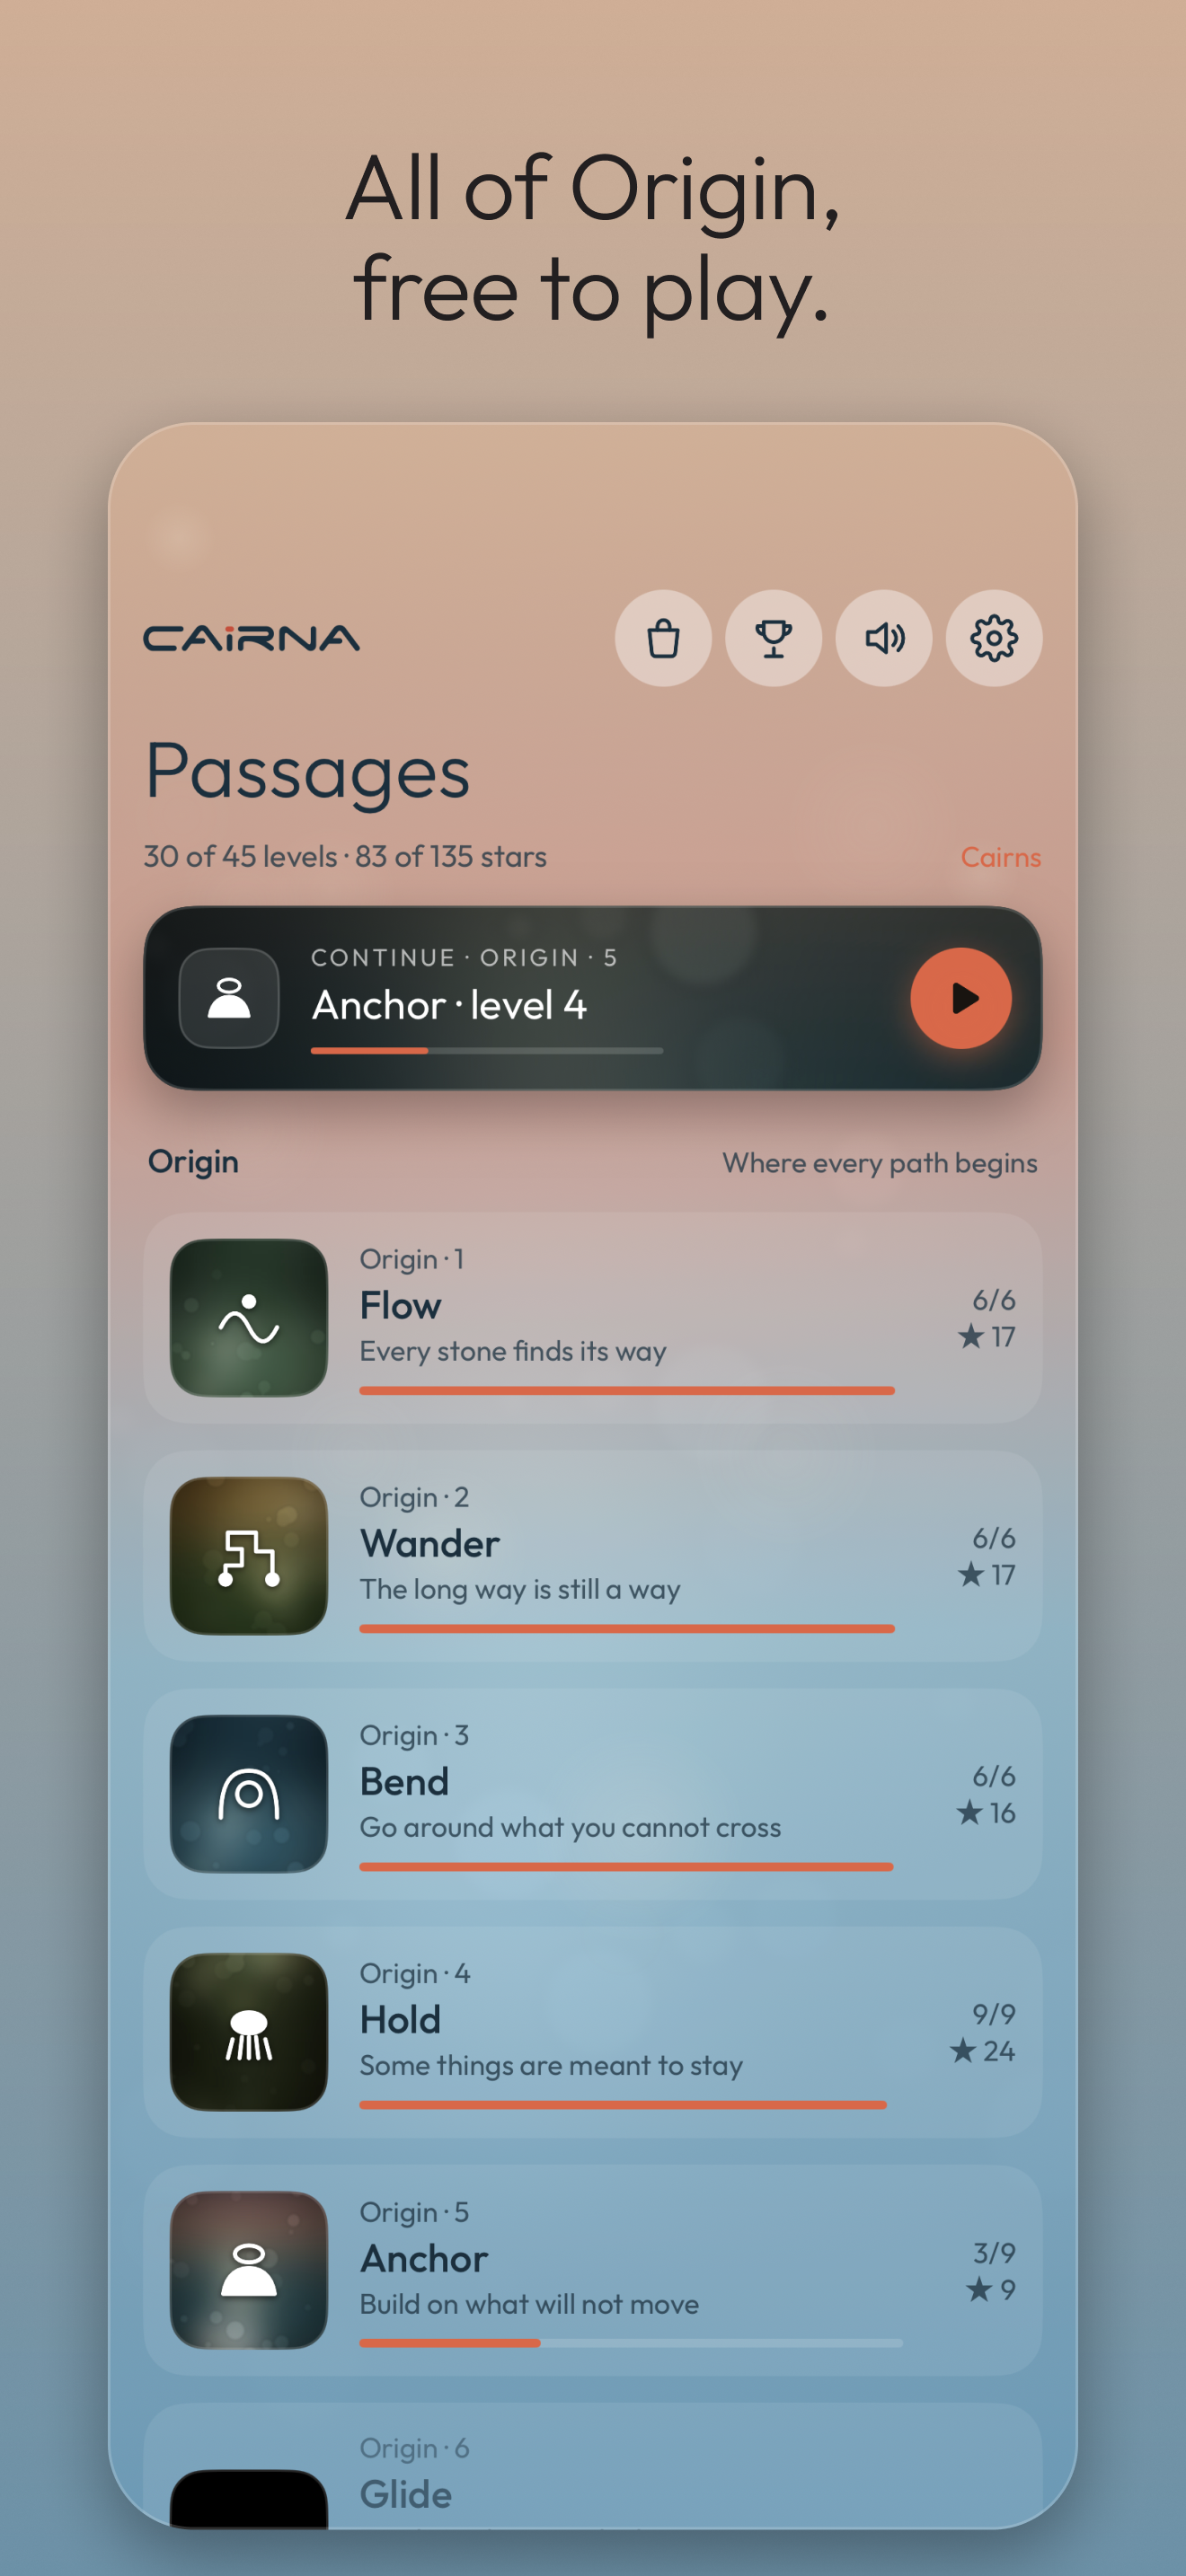 All of Origin,
free to play.
CAiRNA
Passages
30 of 45 levels · 83 of 135 stars
Cairns
CONTINUE · ORIGIN · 5
Anchor · level 4
Origin
Where every path begins
Origin · 1
Flow
Every stone finds its way
6/6
★ 17
Origin · 2
Wander
The long way is still a way
6/6
★ 17
Origin · 3
Bend
Go around what you cannot cross
6/6
★ 16
Origin · 4
Hold
Some things are meant to stay
9/9
★ 24
Origin · 5
Anchor
Build on what will not move
3/9
★ 9
Origin · 6
Glide